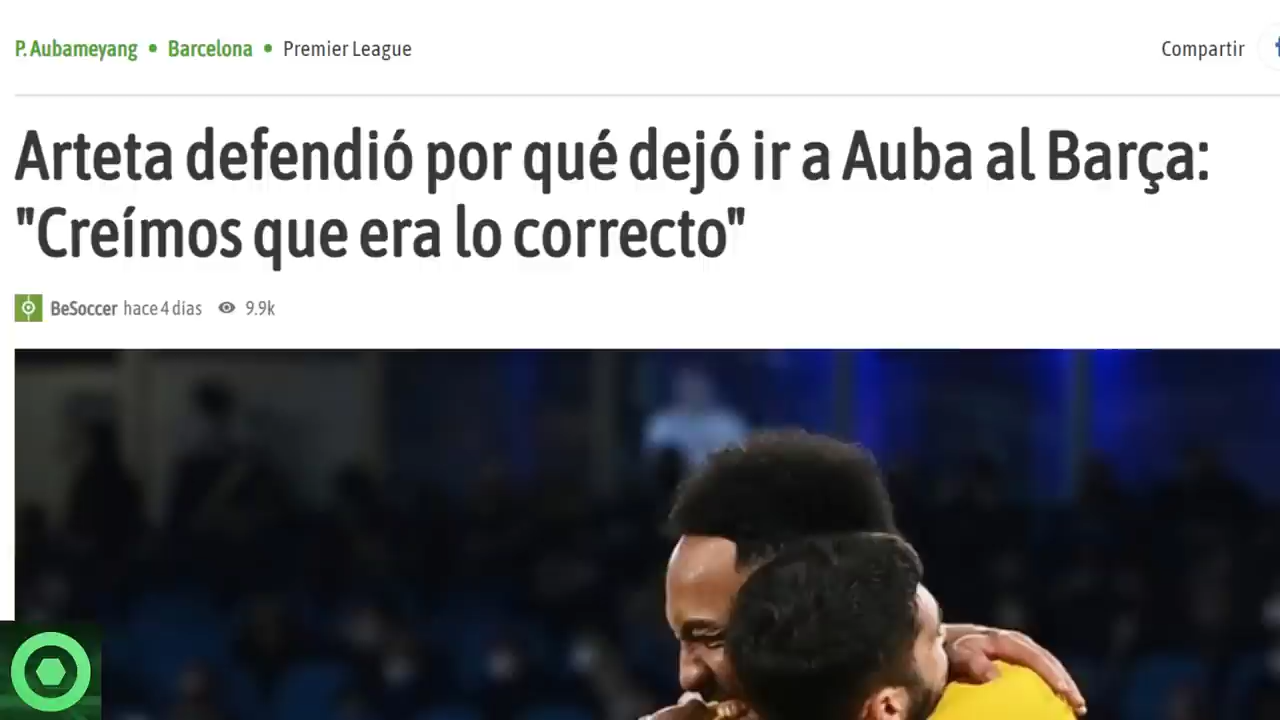 P. Aubameyang • Barcelona • Premier League Compartir
Arteta defendió por qué dejó ir a Auba al Barça:
"Creímos que era lo correcto"
BeSoccer hace 4 días 9.9k